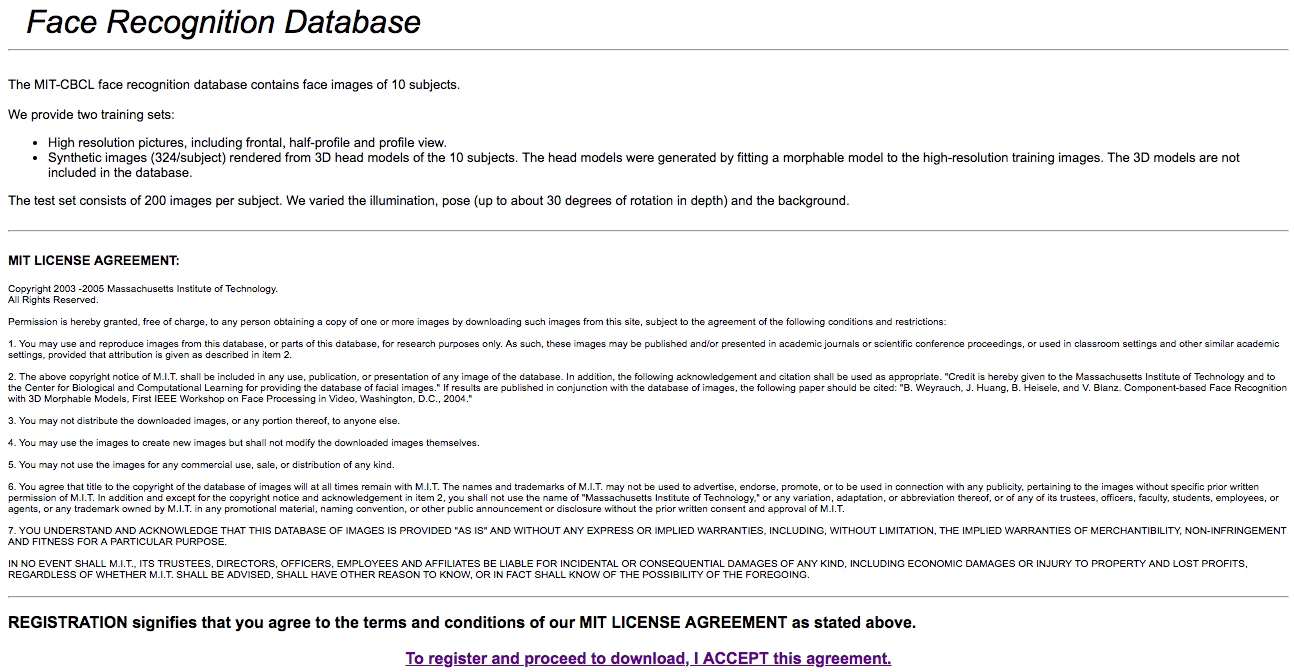 Face Recognition Database
The MIT-CBCL face recognition database contains face images of 10 subjects.
We provide two training sets:
• High resolution pictures, including frontal, half-profile and profile view.
• Synthetic images (324/subject) rendered from 3D head models of the 10 subjects. The head models were generated by fitting a morphable model to the high-resolution training images. The 3D models are not
included in the database.
The test set consists of 200 images per subject. We varied the illumination, pose (up to about 30 degrees of rotation in depth) and the background.
MIT LICENSE AGREEMENT:
Copyright 2003 -2005 Massachusetts Institute of Technology.
All Rights Reserved.
Permission is hereby granted, free of charge, to any person obtaining a copy of one or more images by downloading such images from this site, subject to the agreement of the following conditions and restrictions:
1. You may use and reproduce images from this database, or parts of this database, for research purposes only. As such, these images may be published and/or presented in academic journals or scientific conference proceedings, or used in classroom settings and other similar academic
settings, provided that attribution is given as described in item 2.
2. The above copyright notice of M.I.T. shall be included in any use, publication, or presentation of any image of the database. In addition, the following acknowledgement and citation shall be used as appropriate. "Credit is hereby given to the Massachusetts Institute of Technology and to
the Center for Biological and Computational Learning for providing the database of facial images." If results are published in conjunction with the database of images, the following paper should be cited: "B. Weyrauch, J. Huang, B. Heisele, and V. Blanz. Component-based Face Recognition
with 3D Morphable Models, First IEEE Workshop on Face Processing in Video, Washington, D.C., 2004."
3. You may not distribute the downloaded images, or any portion thereof, to anyone else.
4. You may use the images to create new images but shall not modify the downloaded images themselves.
5. You may not use the images for any commercial use, sale, or distribution of any kind.
6. You agree that title to the copyright of the database of images will at all times remain with M.I.T. The names and trademarks of M.I.T. may not be used to advertise, endorse, promote, or to be used in connection with any publicity, pertaining to the images without specific prior written
permission of M.I.T. In addition and except for the copyright notice and acknowledgement in item 2, you shall not use the name of "Massachusetts Institute of Technology," or any variation, adaptation, or abbreviation thereof, or of any of its trustees, officers, faculty, students, employees, or
agents, or any trademark owned by M.I.T. in any promotional material, naming convention, or other public announcement or disclosure without the prior written consent and approval of M.I.T.
7. YOU UNDERSTAND AND ACKNOWLEDGE THAT THIS DATABASE OF IMAGES IS PROVIDED "AS IS" AND WITHOUT ANY EXPRESS OR IMPLIED WARRANTIES, INCLUDING, WITHOUT LIMITATION, THE IMPLIED WARRANTIES OF MERCHANTIBILITY, NON-INFRINGEMENT
AND FITNESS FOR A PARTICULAR PURPOSE.
IN NO EVENT SHALL M.I.T., ITS TRUSTEES, DIRECTORS, OFFICERS, EMPLOYEES AND AFFILIATES BE LIABLE FOR INCIDENTAL OR CONSEQUENTIAL DAMAGES OF ANY KIND, INCLUDING ECONOMIC DAMAGES OR INJURY TO PROPERTY AND LOST PROFITS,
REGARDLESS OF WHETHER M.I.T. SHALL BE ADVISED, SHALL HAVE OTHER REASON TO KNOW, OR IN FACT SHALL KNOW OF THE POSSIBILITY OF THE FOREGOING.
REGISTRATION signifies that you agree to the terms and conditions of our MIT LICENSE AGREEMENT as stated above.
To register and proceed to download, I ACCEPT this agreement.